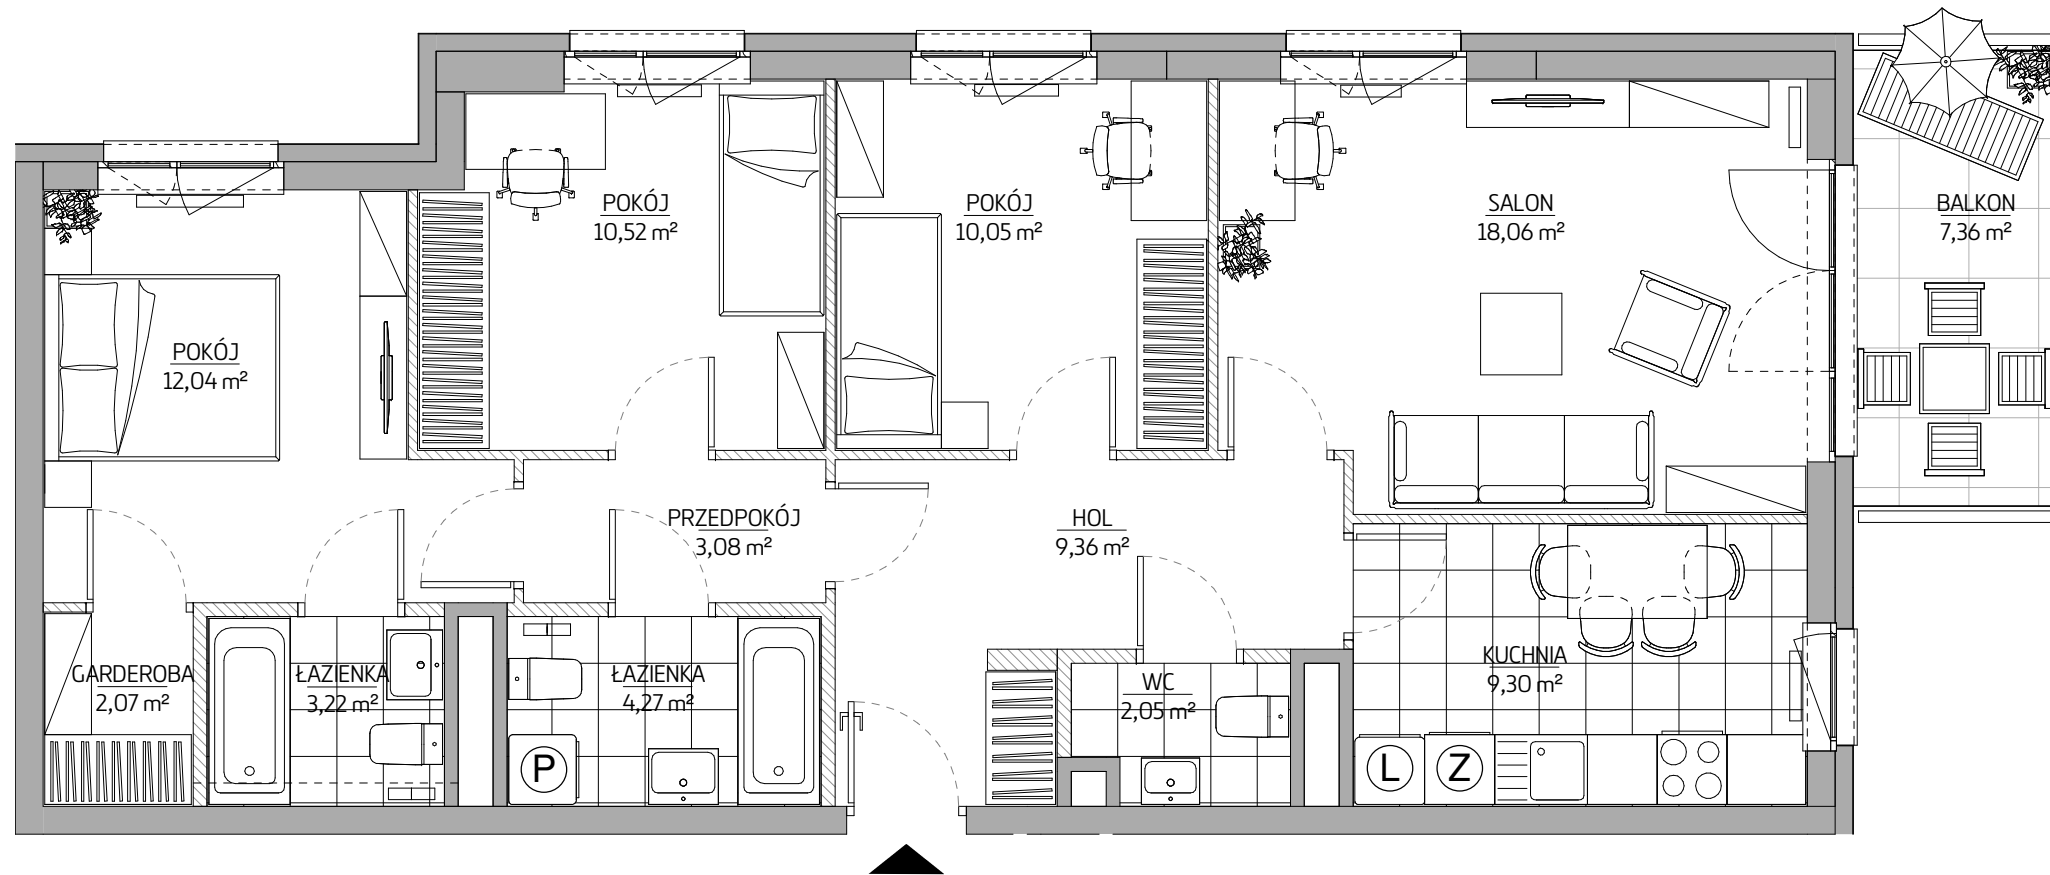 POKÓJ
10,52 m²
POKÓJ
10,05 m²
SALON
18,06 m²
BALKON
7,36 m²
POKÓJ
12,04 m²
PRZEDPOKÓJ
3,08 m²
HOL
9,36 m²
GARDEROBA
2,07 m²
ŁAZIENKA
3,22 m²
ŁAZIENKA
4,27 m²
WC
2,05 m²
KUCHNIA
9,30 m²
P
L
Z